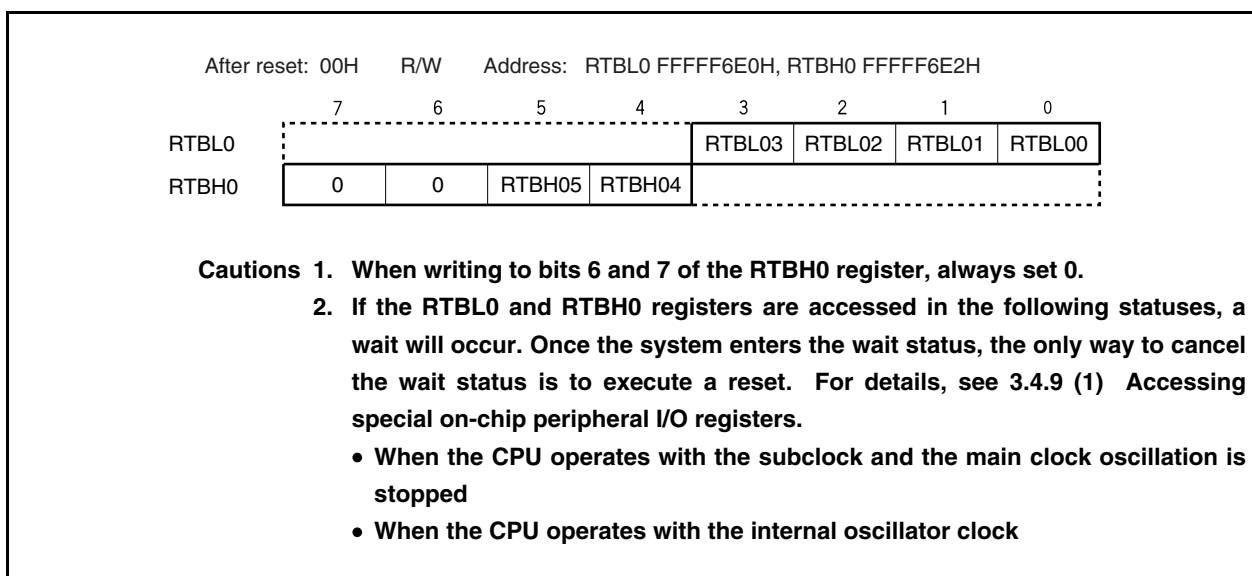 After reset: 00H R/W Address: RTBL0 FFFFF6E0H, RTBH0 FFFFF6E2H
7 6 5 4 3 2 1 0
RTBL0 RTBL03 RTBL02 RTBL01 RTBL00
RTBH0 0 0 RTBH05 RTBH04
Cautions 1. When writing to bits 6 and 7 of the RTBH0 register, always set 0.
2. If the RTBL0 and RTBH0 registers are accessed in the following statuses, a
wait will occur. Once the system enters the wait status, the only way to cancel
the wait status is to execute a reset. For details, see 3.4.9 (1) Accessing
special on-chip peripheral I/O registers.
• When the CPU operates with the subclock and the main clock oscillation is
stopped
• When the CPU operates with the internal oscillator clock